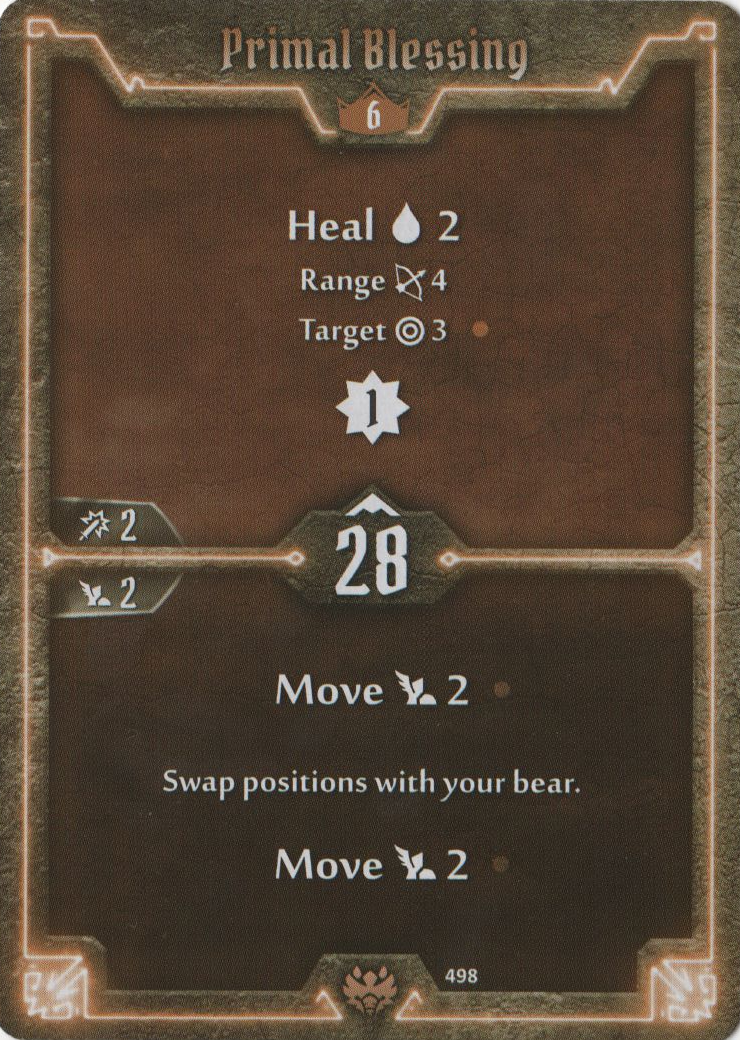 Primal Blessing
6
Heal 2
Range 4
Target 3
1
2
28
2
Move 2
Swap positions with your bear.
Move 2
498